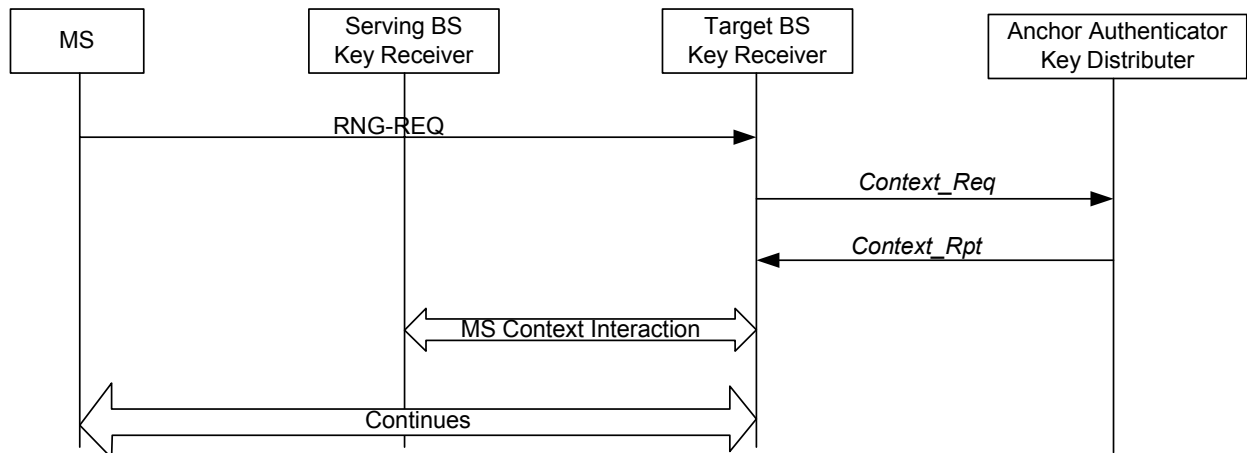 MS
Serving BS
Key Receiver
Target BS
Key Receiver
Anchor Authenticator
Key Distributer
RNG-REQ
Context_Req
Context_Rpt
MS Context Interaction
Continues